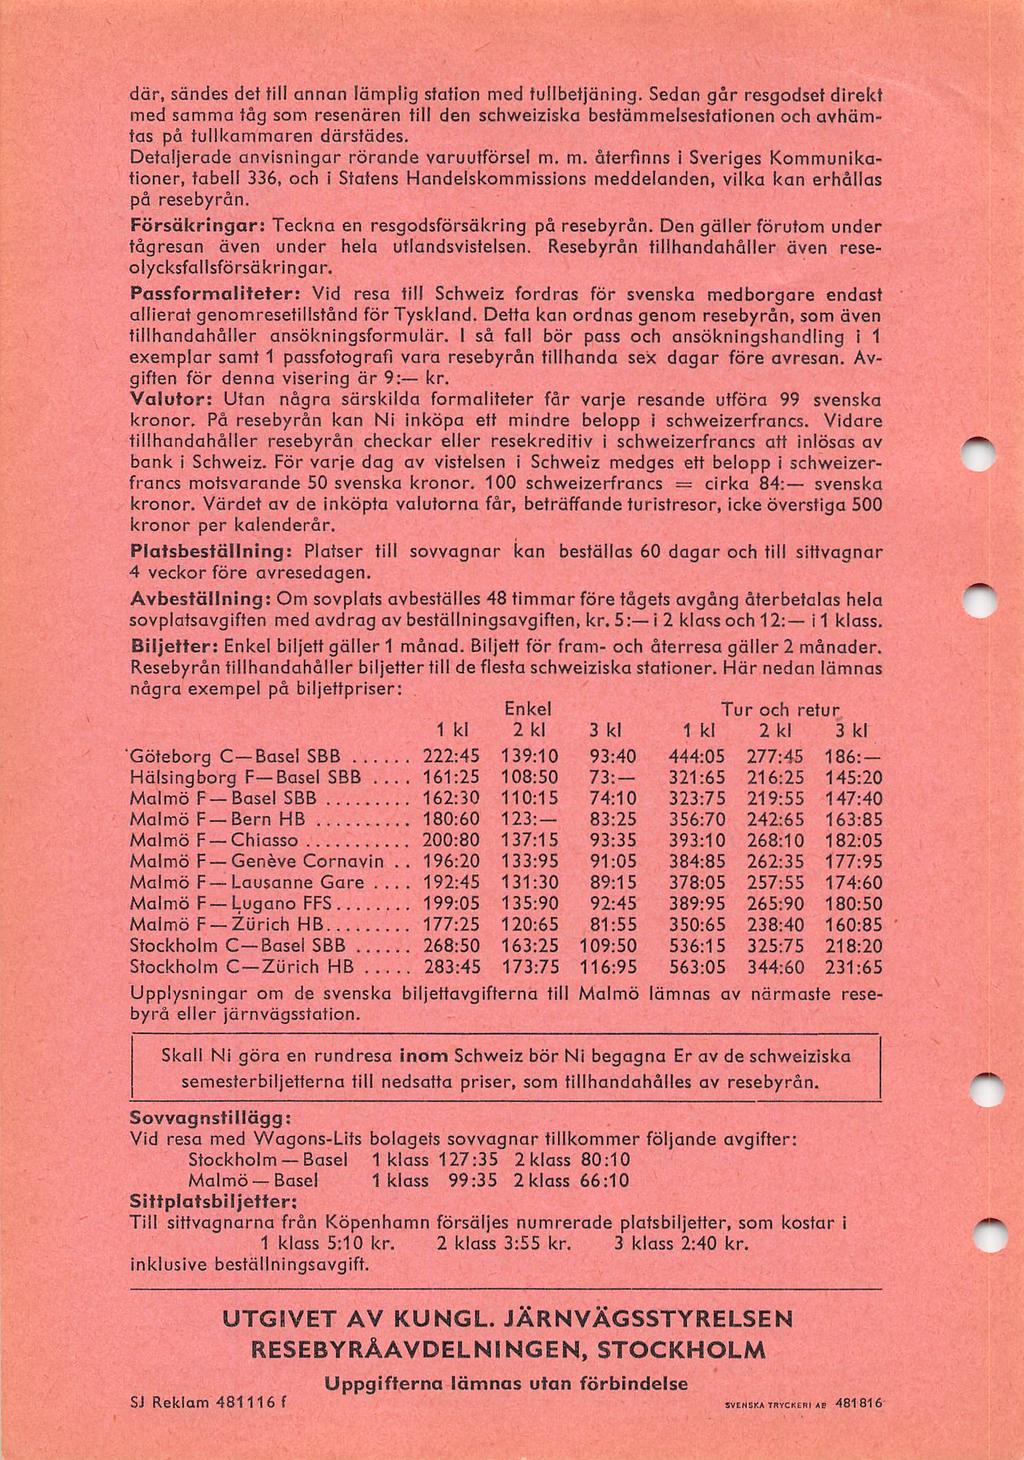 där, sändes det till annan lämplig station med tullbetjäning. Sedan går resgodset direkt
med samma tåg som resenären till den schweiziska bestämmelsestationen och avhäm-
tas på tullkammaren därstädes.
Detaljerade anvisningar rörande varuutförsel m. m. återfinns i Sveriges Kommunika-
tioner, tabell 336, och i Statens Handelskommissions meddelanden, vilka kan erhållas
på resebyrån.
Försäkringar: Teckna en resgodsförsäkring på resebyrån. Den gäller förutom under
tågresan även under hela utlandsvistelsen. Resebyrån tillhandahåller även rese-
olycksfallsförsäkringar.
Passformaliteter: Vid resa till Schweiz fordras för svenska medborgare endast
allierat genomresetillstånd för Tyskland. Detta kan ordnas genom resebyrån, som även
tillhandahåller ansökningsformulär. I så fall bör pass och ansökningshandling i 1
exemplar samt 1 passfotografi vara resebyrån tillhanda sex dagar före avresan. Av-
giften för denna visering är 9:— kr.
Valutor: Utan några särskilda formaliteter får varje resande utföra 99 svenska
kronor. På resebyrån kan Ni inköpa ett mindre belopp i schweizerfrancs. Vidare
tillhandahåller resebyrån checkar eller resekreditiv i schweizerfrancs att inlösas av
bank i Schweiz. För varje dag av vistelsen i Schweiz medges ett belopp i schweizer-
francs motsvarande 50 svenska kronor. 100 schweizerfrancs = cirka 84:— svenska
kronor. Värdet av de inköpta valutorna får, beträffande turistresor, icke överstiga 500
kronor per kalenderår.
Platsbeställning: Platser till sovvagnar kan beställas 60 dagar och till sittvagnar
4 veckor före avresedagen.
Avbeställning: Om sovplats avbeställes 48 timmar före tågets avgång återbetalas hela
sovplatsavgiften med avdrag av beställningsavgiften, kr. 5:— i 2 klass och 12:— i 1 klass.
Biljetter: Enkel biljett gäller 1 månad. Biljett för fram- och återresa gäller 2 månader.
Resebyrån tillhandahåller biljetter till de flesta schweiziska stationer. Här nedan lämnas
några exempel på biljettpriser:
Enkel Tur och retur
1 kl 2 kl 3 kl 1 kl 2 kl 3 kl
Göteborg C—Basel SBB ...... 222:45 139:10 93:40 444:05 277:45 186:—
Hälsingborg F—Basel SBB .... 161:25 108:50 73:— 321:65 216:25 145:20
Malmö F—Basel SBB ......... 162:30 110:15 74:10 323:75 219:55 147:40
Malmö F—Bern HB .......... 180:60 123:— 83:25 356:70 242:65 163:85
Malmö F—Chiasso ........... 200:80 137:15 93:35 393:10 268:10 182:05
Malmö F—Genève Cornavin .. 196:20 133:95 91:05 384:85 262:35 177:95
Malmö F—Lausanne Gare .... 192:45 131:30 89:15 378:05 257:55 174:60
Malmö F—Lugano FFS........ 199:05 135:90 92:45 389:95 265:90 180:50
Malmö F—Zürich HB......... 177:25 120:65 81:55 350:65 238:40 160:85
Stockholm C—Basel SBB ...... 268:50 163:25 109:50 536:15 325:75 218:20
Stockholm C—Zürich HB ..... 283:45 173:75 116:95 563:05 344:60 231:65
Upplysningar om de svenska biljettavgifterna till Malmö lämnas av närmaste rese-
byrå eller järnvägsstation.
Skall Ni göra en rundresa inom Schweiz bör Ni begagna Er av de schweiziska
semesterbiljetterna till nedsatta priser, som tillhandahålles av resebyrån.
Sovvagnstillägg:
Vid resa med Wagons-Lits bolagets sovvagnar tillkommer följande avgifter:
Stockholm — Basel 1 klass 127:35 2 klass 80:10
Malmö — Basel 1 klass 99:35 2 klass 66:10
Sittplatsbiljetter:
Till sittvagnarna från Köpenhamn försäljes numrerade platsbiljetter, som kostar i
1 klass 5:10 kr. 2 klass 3:55 kr. 3 klass 2:40 kr.
inklusive beställningsavgift.
UTGIVET AV KUNGL. JÄRNVÄGSSTYRELSEN
RESEBYRÅAVDELNINGEN, STOCKHOLM
Uppgifterna lämnas utan förbindelse
SJ Reklam 481116 f SVENSKA TRYCKERI AB 481816